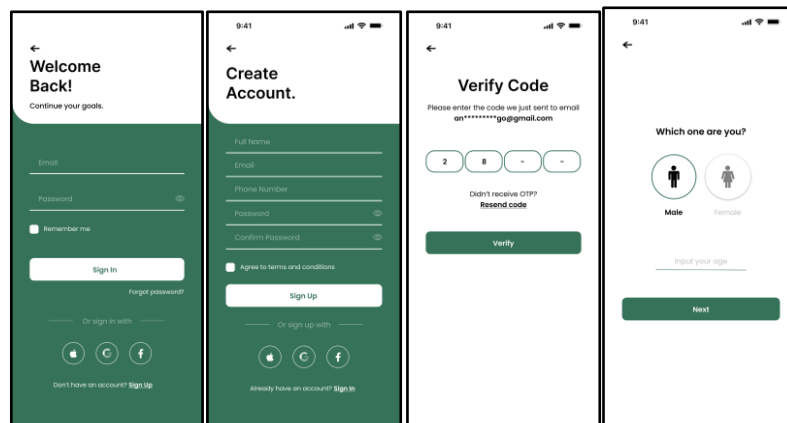 Welcome
Back!
Continue your goals.
Email
Password
Remember me
Sign In
Forgot password?
Or sign in with
G
f
Don't have an account? Sign Up
9:41
Create
Account.
Full Name
Email
Phone Number
Password
Confirm Password
Agree to terms and conditions
Sign Up
Or sign up with
G
f
Already have an account? Sign In
9:41
Verify Code
Please enter the code we just sent to email
an*********go@gmail.com
2 8 - -
Didn't receive OTP?
Resend code
Verify
9:41
Which one are you?
Male Female
Input your age
Next